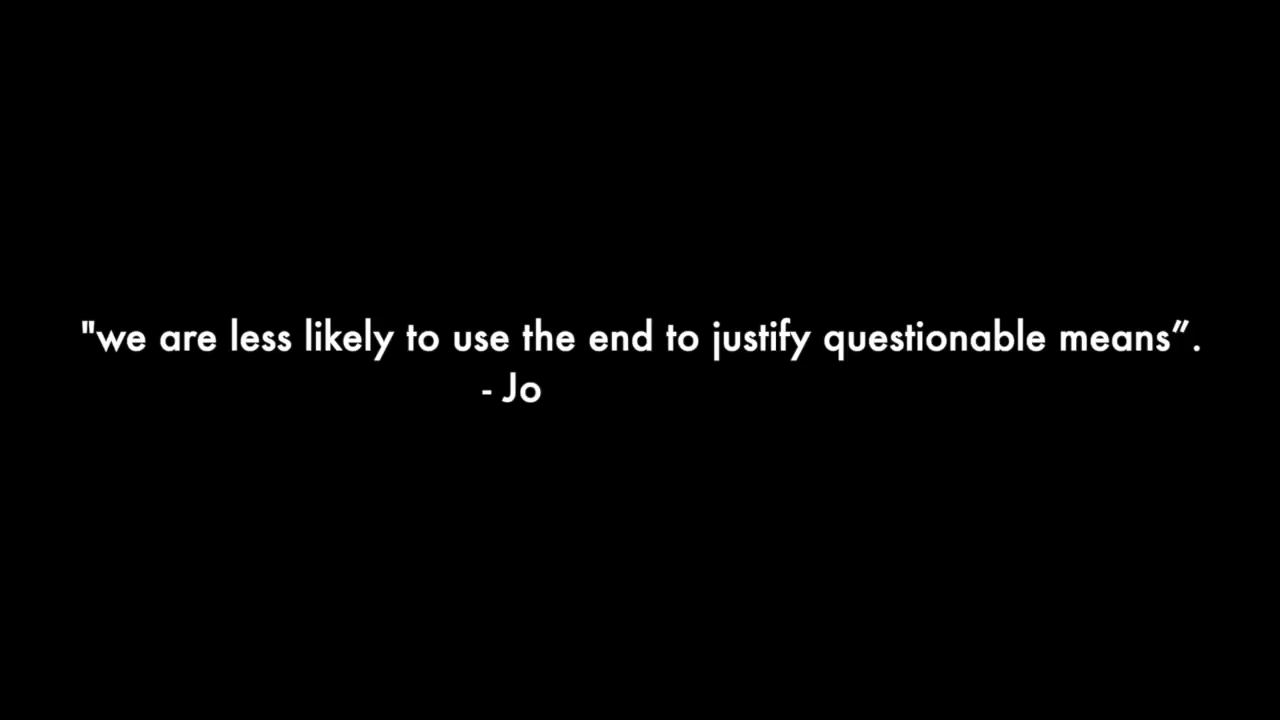 "we are less likely to use the end to justify questionable means”.
- Jo